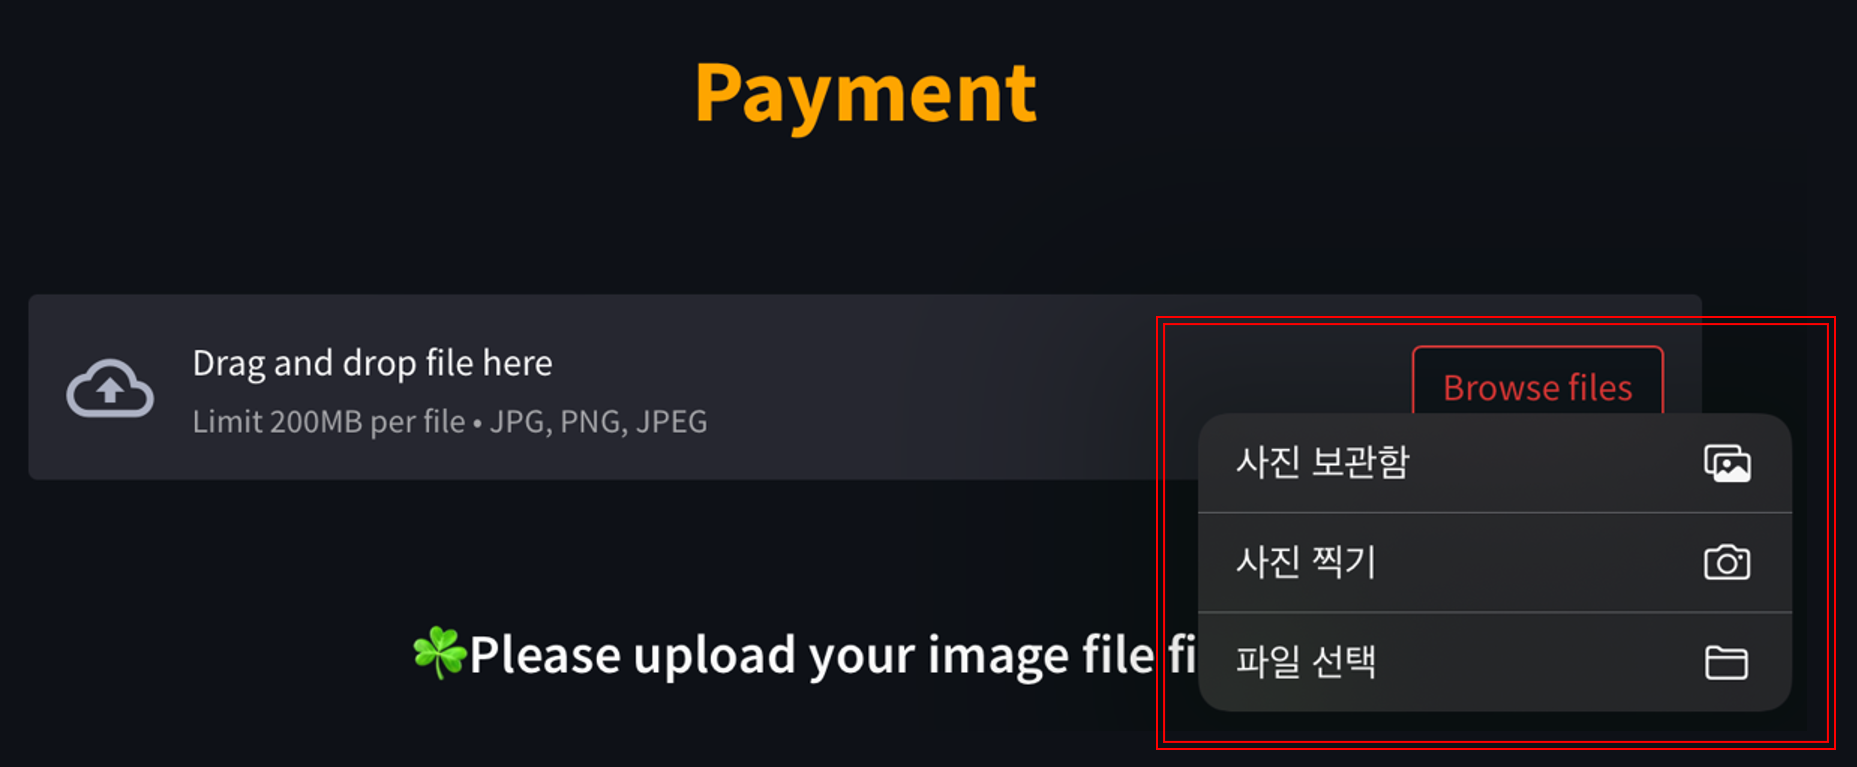 Payment
Drag and drop file here
Limit 200MB per file • JPG, PNG, JPEG
Browse files
사진 보관함
사진 찍기
파일 선택
☘️Please upload your image file fi